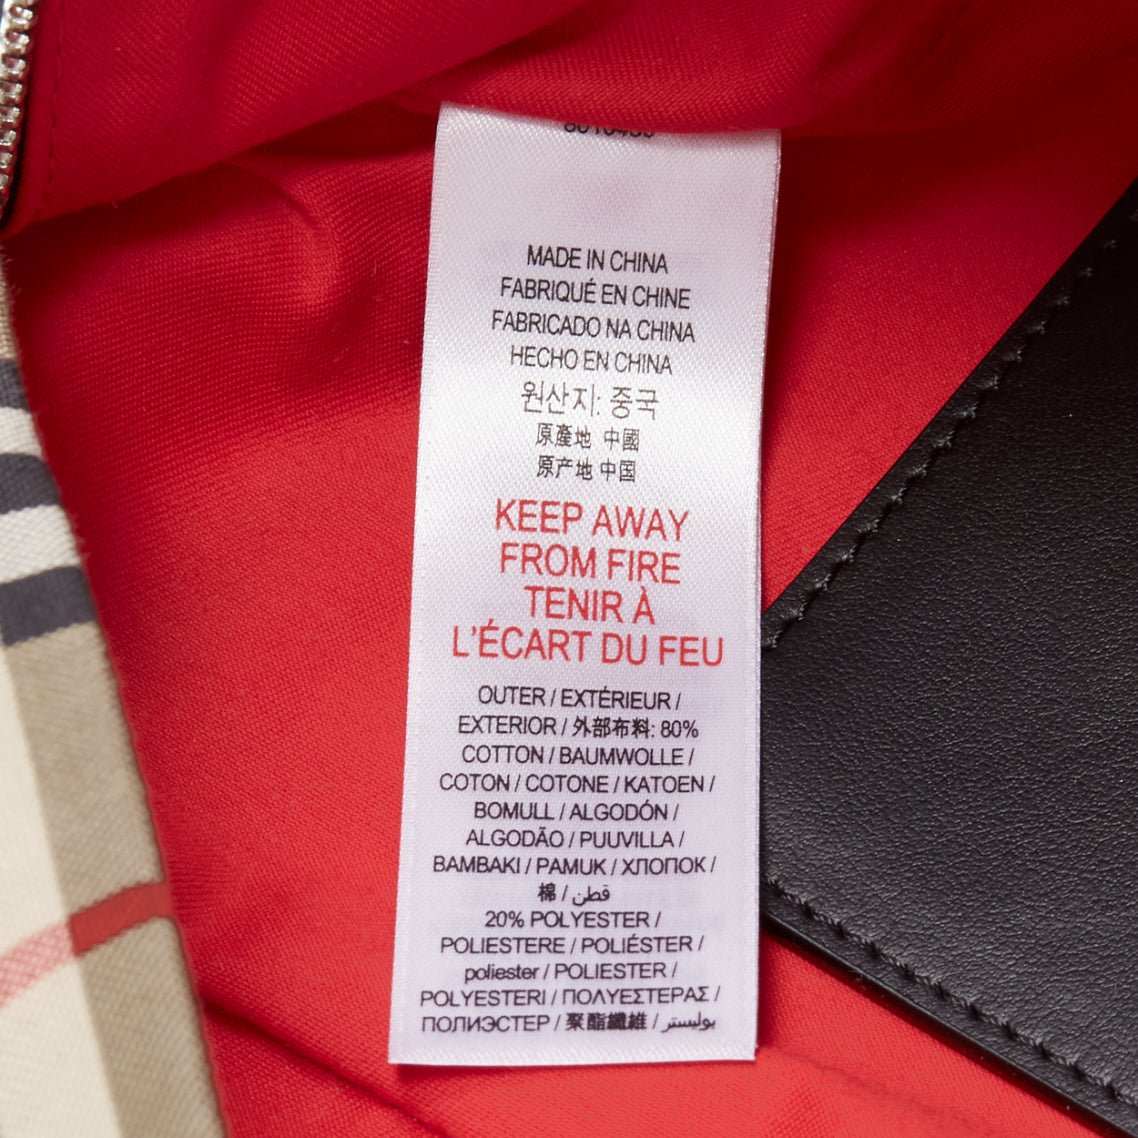 MADE IN CHINA
FABRIQUÉ EN CHINE
FABRICADO NA CHINA
HECHO EN CHINA
원산지: 중국
原產地 中國
原产地 中国
KEEP AWAY
FROM FIRE
TENIR À
L'ÉCART DU FEU
OUTER / EXTÉRIEUR /
EXTERIOR / 外部布料: 80%
COTTON / BAUMWOLLE /
COTON / COTONE / KATOEN /
BOMULL / ALGODÓN /
ALGODÃO / PUUVILLA /
BAMBAKI / PAMUK / ХЛОПОК /
棉 / قطن
20% POLYESTER /
POLIESTERE / POLIÉSTER /
poliester / POLIESTER /
POLYESTERI / ΠΟΛΥΕΣΤΕΡΑΣ /
ПОЛИЭСТЕР / 聚酯纖維 / بوليستر